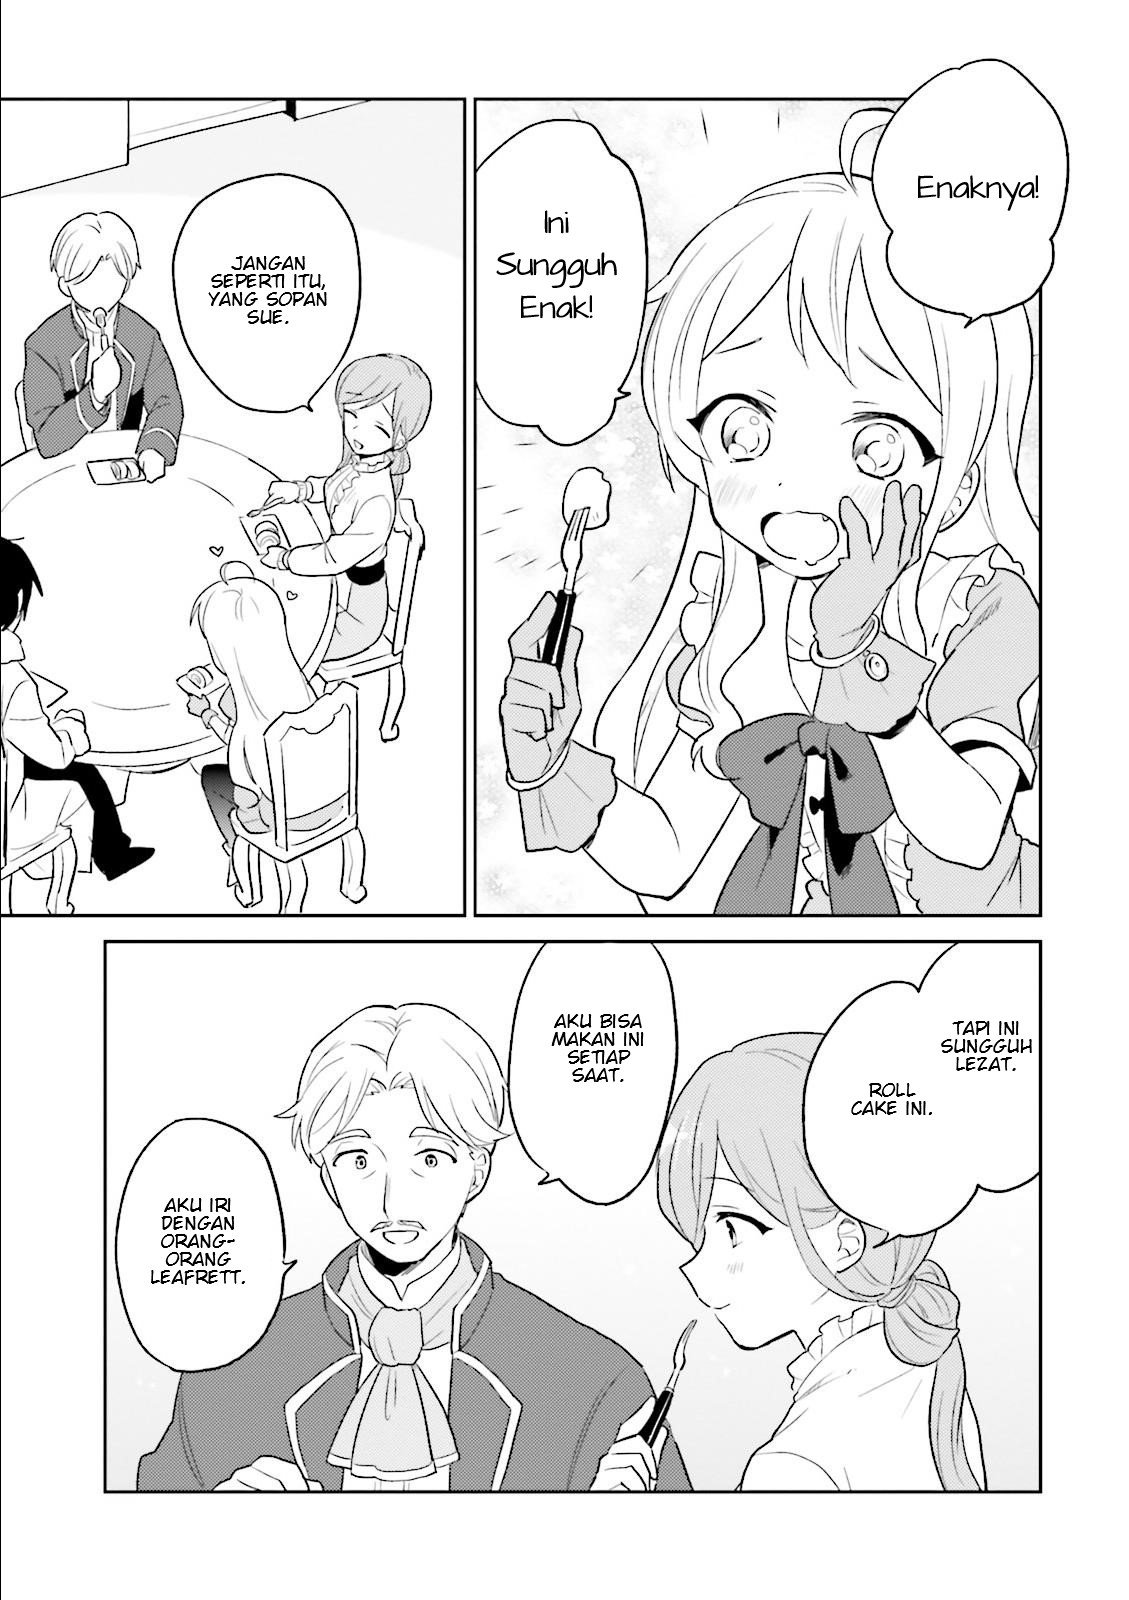 Enaknya!
Ini
Sungguh
Enak!
JANGAN
SEPERTI ITU,
YANG SOPAN
SUE.
TAPI INI
SUNGGUH
LEZAT.
ROLL
CAKE INI.
AKU BISA
MAKAN INI
SETIAP
SAAT.
AKU IRI
DENGAN
ORANG-
ORANG
LEAFRETT.